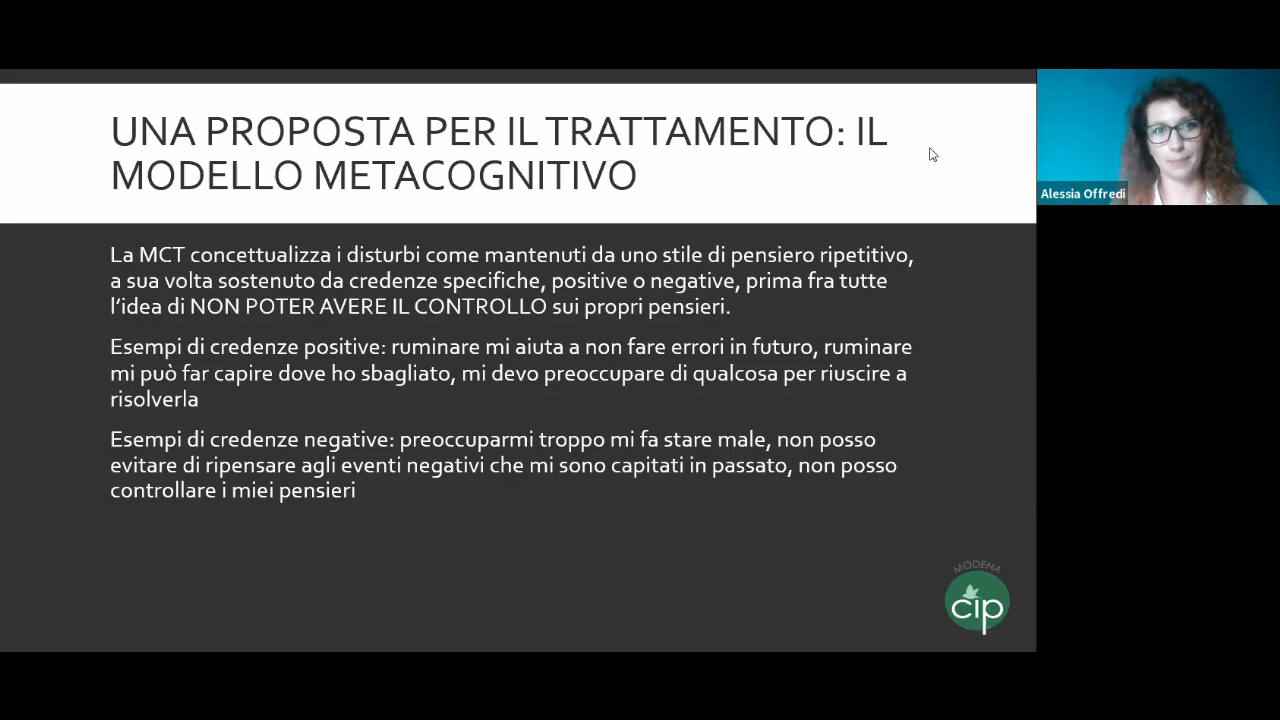 UNA PROPOSTA PER IL TRATTAMENTO: IL
MODELLO METACOGNITIVO
Alessia Offredi
La MCT concettualizza i disturbi come mantenuti da uno stile di pensiero ripetitivo,
a sua volta sostenuto da credenze specifiche, positive o negative, prima fra tutte
l’idea di NON POTER AVERE IL CONTROLLO sui propri pensieri.
Esempi di credenze positive: ruminare mi aiuta a non fare errori in futuro, ruminare
mi può far capire dove ho sbagliato, mi devo preoccupare di qualcosa per riuscire a
risolverla
Esempi di credenze negative: preoccuparmi troppo mi fa stare male, non posso
evitare di ripensare agli eventi negativi che mi sono capitati in passato, non posso
controllare i miei pensieri
MODENA
cip